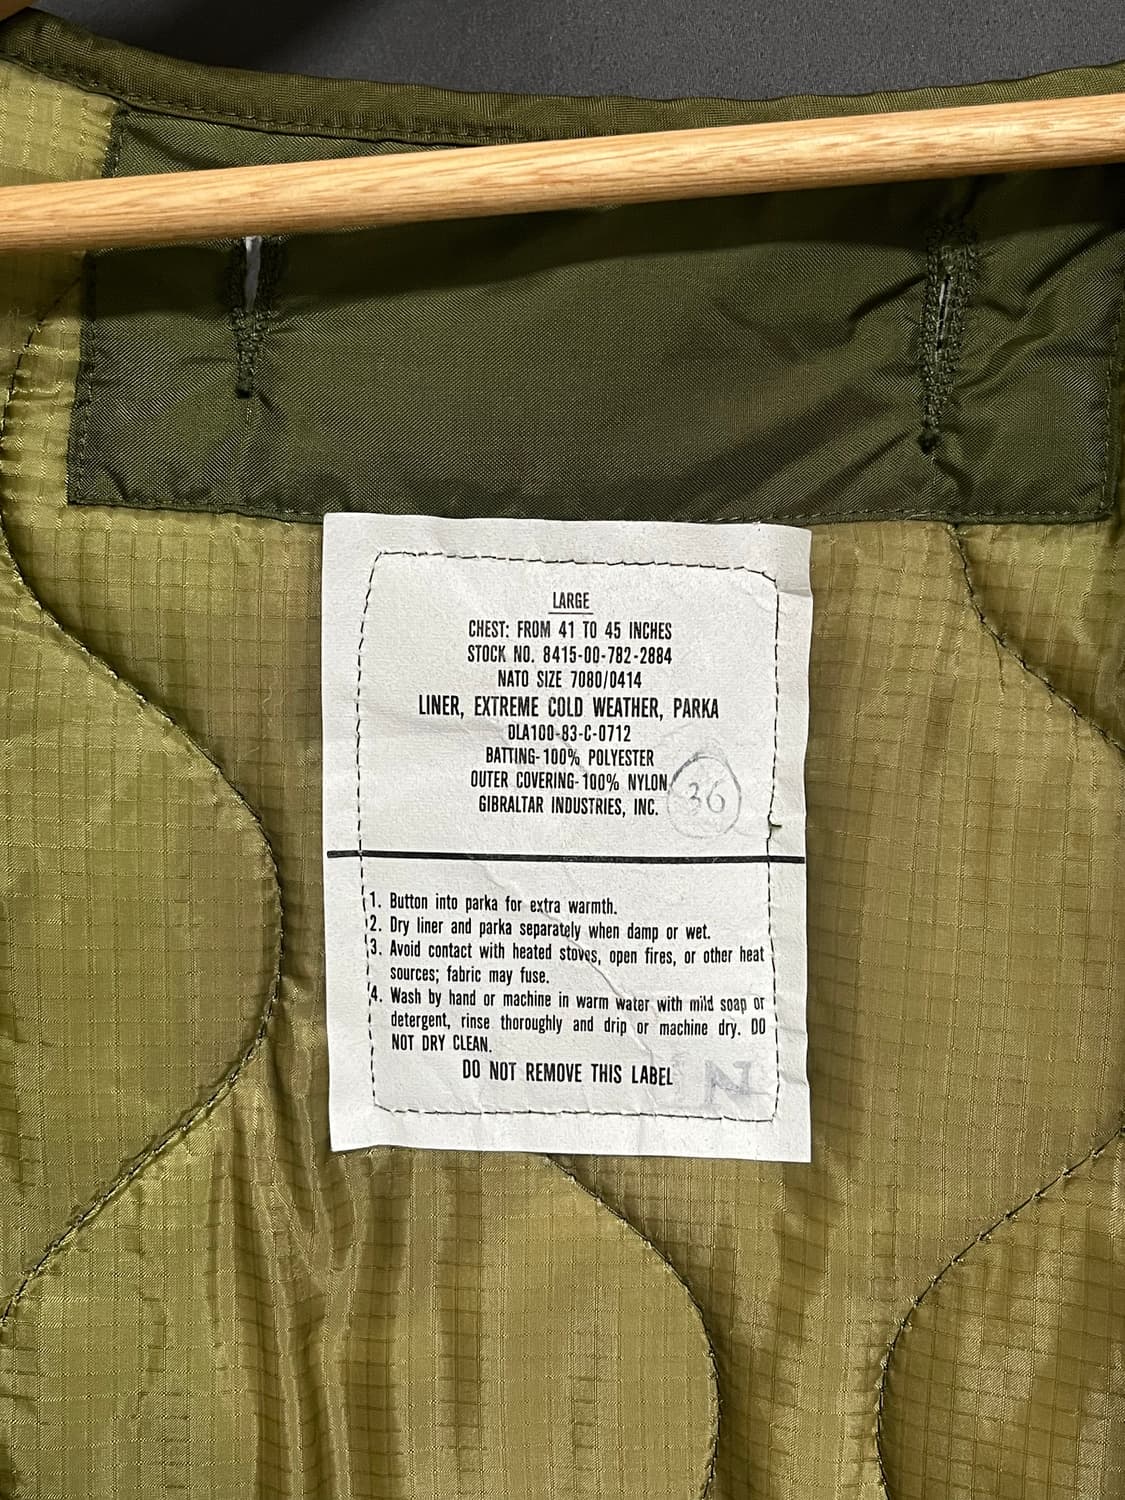 LARGE
CHEST: FROM 41 TO 45 INCHES
STOCK NO. 8415-00-782-2884
NATO SIZE 7080/0414
LINER, EXTREME COLD WEATHER, PARKA
DLA100-83-C-0712
BATTING-100% POLYESTER
OUTER COVERING-100% NYLON
GIBRALTAR INDUSTRIES, INC.
36
1. Button into parka for extra warmth.
2. Dry liner and parka separately when damp or wet.
3. Avoid contact with heated stoves, open fires, or other heat
sources; fabric may fuse.
4. Wash by hand or machine in warm water with mild soap or
detergent, rinse thoroughly and drip or machine dry. DO
NOT DRY CLEAN.
DO NOT REMOVE THIS LABEL